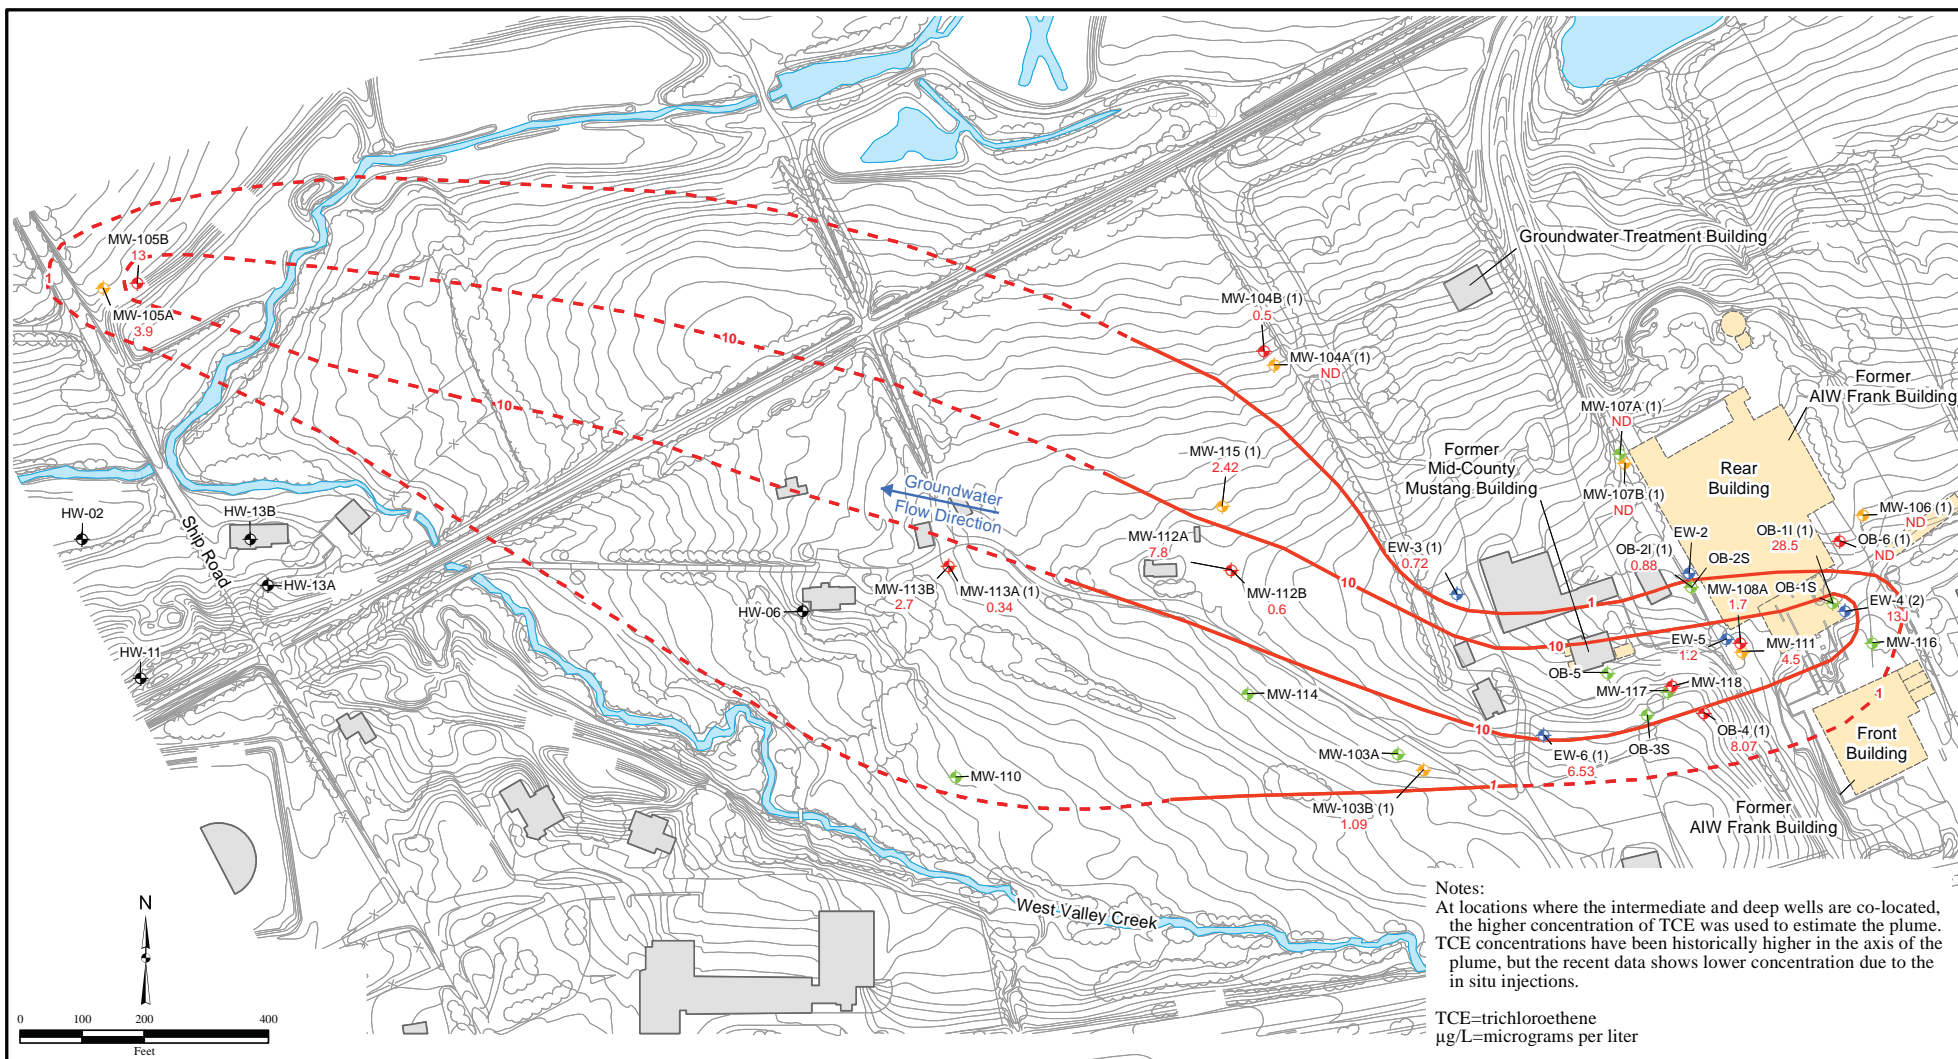 MW-105B
13
1
MW-105A
3.9
10
10
Groundwater Treatment Building
MW-104B (1)
0.5
MW-104A (1)
ND
Former
AIW Frank Building
MW-107A (1)
ND
Former
Mid-County
Mustang Building
MW-115 (1)
2.42
Rear
Building
MW-107B (1)
ND
Groundwater
Flow Direction
HW-02
HW-13B
Ship Road
HW-13A
MW-106 (1)
ND
OB-1I (1)
28.5
OB-6 (1)
ND
EW-2
OB-2I (1)
0.88
OB-2S
MW-112A
7.8
EW-3 (1)
0.72
MW-113B
2.7
MW-113A (1)
0.34
MW-112B
0.6
MW-108A
1.7
OB-1S
EW-4 (2)
13J
HW-06
10
1
10
EW-5
1.2
MW-111
4.5
MW-116
HW-11
OB-5
MW-118
MW-117
MW-114
1
10
OB-4 (1)
8.07
OB-3S
Front
Building
EW-6 (1)
6.53
MW-103A
MW-110
1
MW-103B (1)
1.09
Former
AIW Frank Building
West Valley Creek
N
0
100
200
400
Feet
Notes:
At locations where the intermediate and deep wells are co-located,
the higher concentration of TCE was used to estimate the plume.
TCE concentrations have been historically higher in the axis of the
plume, but the recent data shows lower concentration due to the
in situ injections.
TCE=trichloroethene
µg/L=micrograms per liter